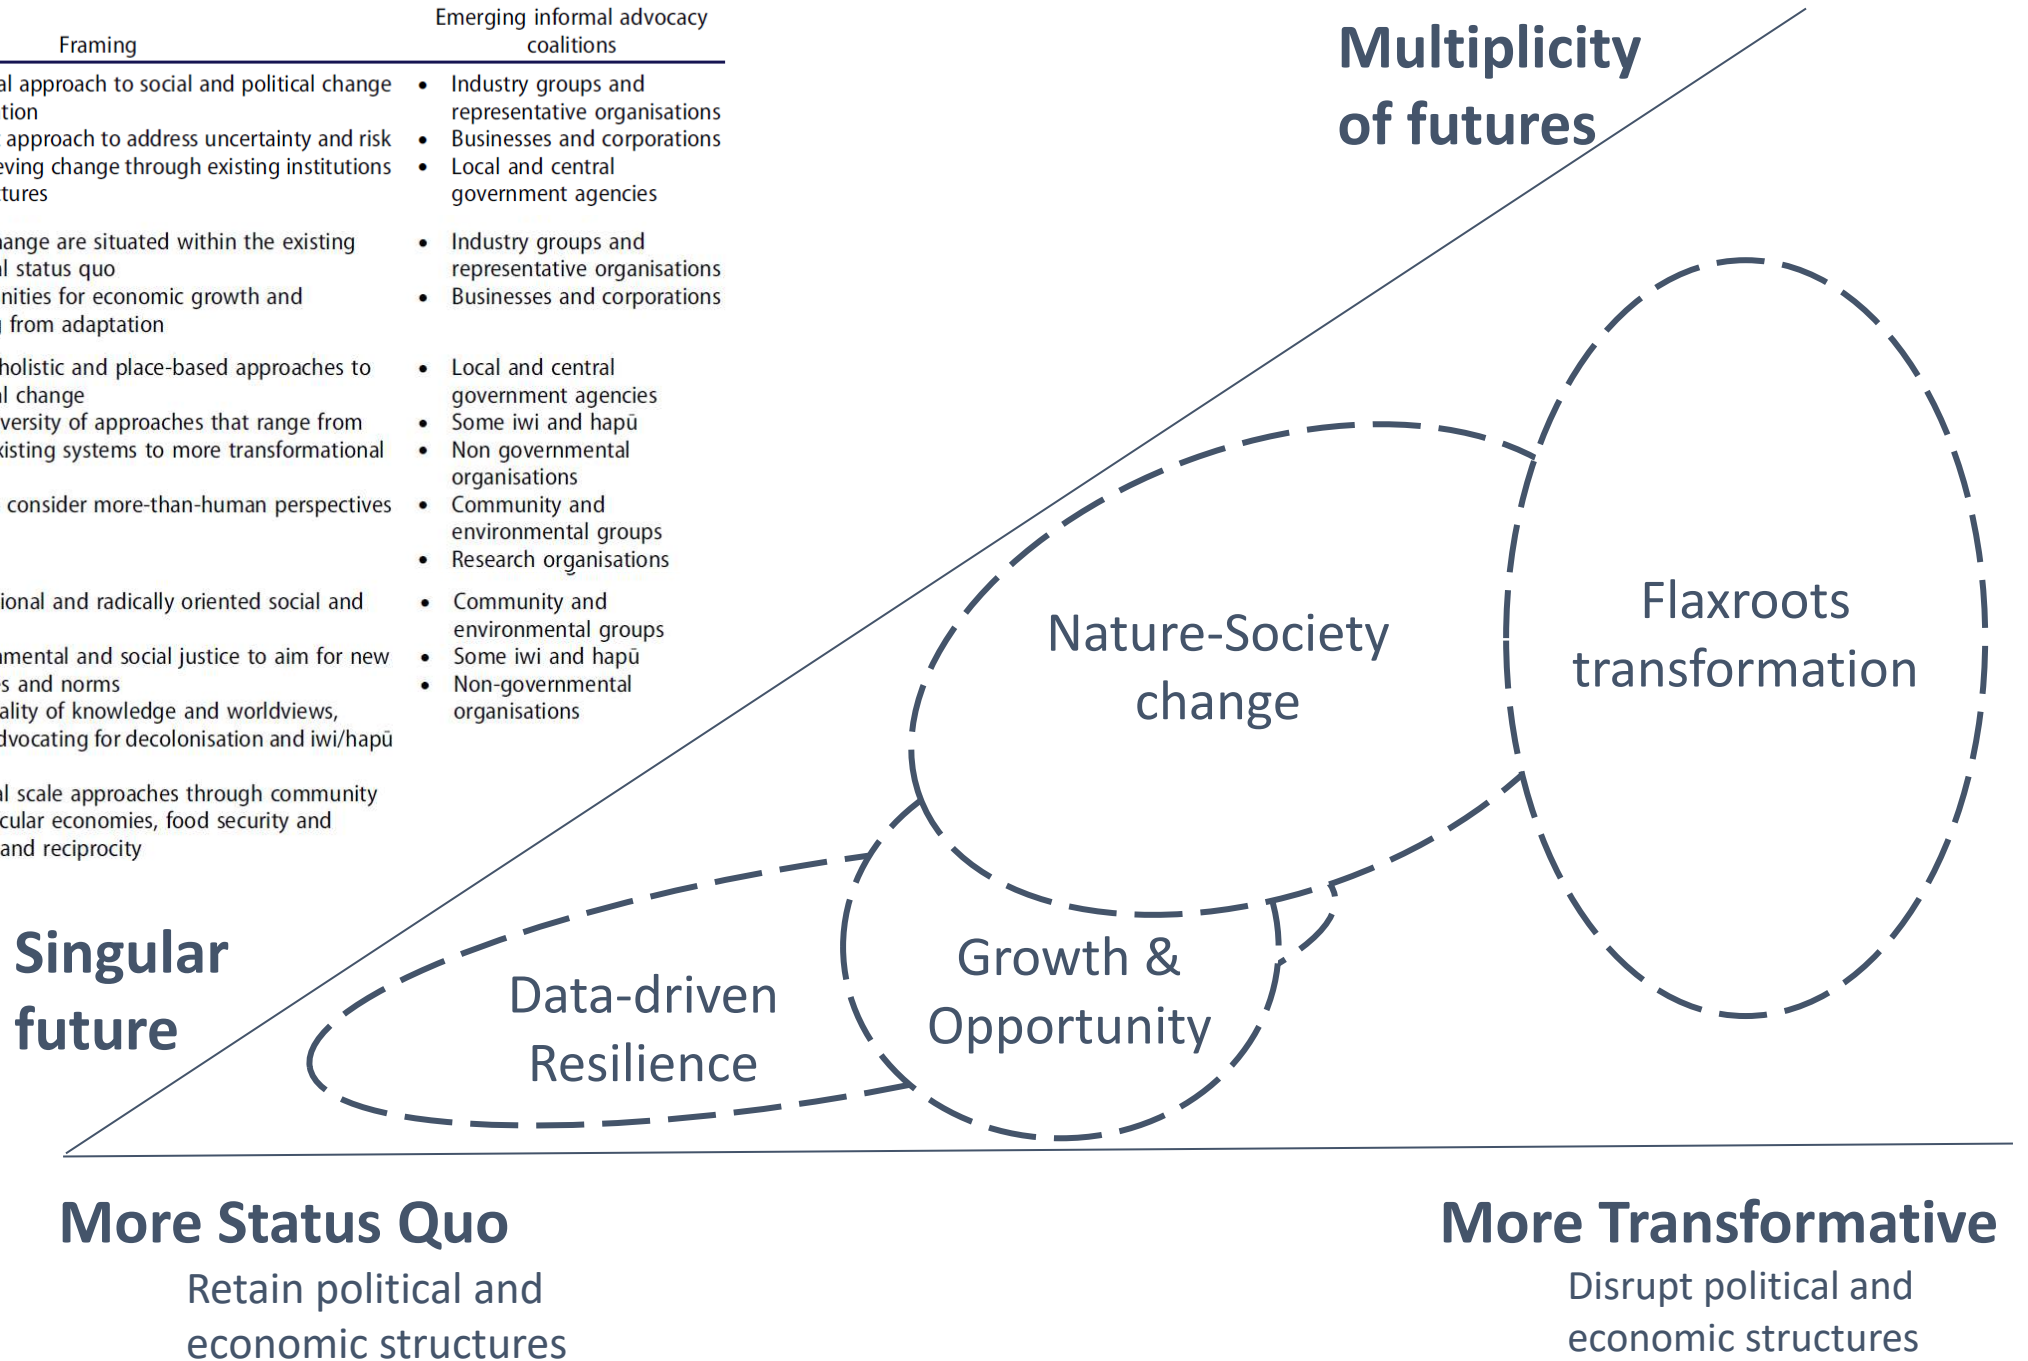 Framing
Emerging informal advocacy
coalitions
al approach to social and political change
tion
approach to address uncertainty and risk
eving change through existing institutions
tures
• Industry groups and
representative organisations
• Businesses and corporations
• Local and central
government agencies
ange are situated within the existing
al status quo
nities for economic growth and
from adaptation
• Industry groups and
representative organisations
• Businesses and corporations
holistic and place-based approaches to
al change
versity of approaches that range from
xisting systems to more transformational
consider more-than-human perspectives
• Local and central
government agencies
• Some iwi and hapū
• Non governmental
organisations
• Community and
environmental groups
• Research organisations
ional and radically oriented social and
nmental and social justice to aim for new
es and norms
ality of knowledge and worldviews,
dvocating for decolonisation and iwi/hapū
al scale approaches through community
cular economies, food security and
and reciprocity
• Community and
environmental groups
• Some iwi and hapū
• Non-governmental
organisations
Multiplicity
of futures
Flaxroots
transformation
Nature-Society
change
Growth &
Opportunity
Data-driven
Resilience
Singular
future
More Status Quo
Retain political and
economic structures
More Transformative
Disrupt political and
economic structures